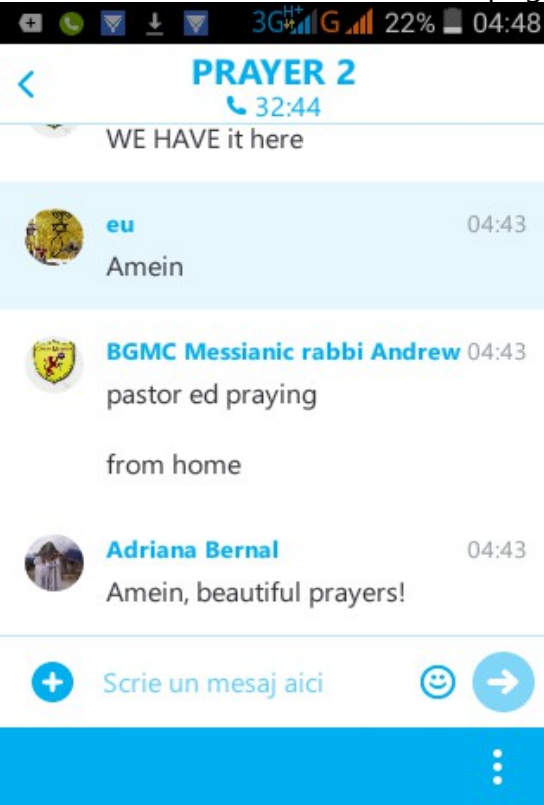 3G H+ G 22% 04:48
PRAYER 2
32:44
WE HAVE it here
eu 04:43
Amein
BGMC Messianic rabbi Andrew 04:43
pastor ed praying
from home
Adriana Bernal 04:43
Amein, beautiful prayers!
Scrie un mesaj aici